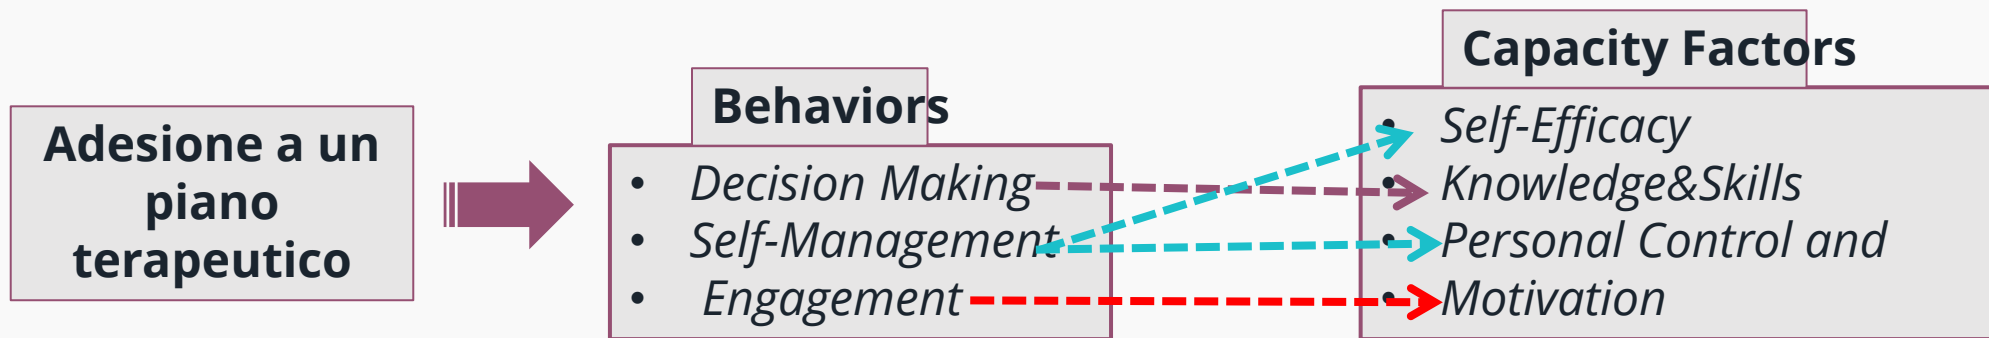 Adesione a un
piano
terapeutico
Behaviors
• Decision Making
• Self-Management
• Engagement
Capacity Factors
• Self-Efficacy
• Knowledge&Skills
• Personal Control and
• Motivation